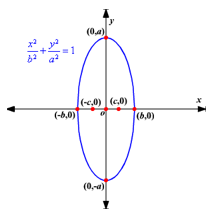 y
(0,a)
x²/b² + y²/a² = 1
x
(-c,0) (c,0)
(-b,0) o (b,0)
(0,-a)